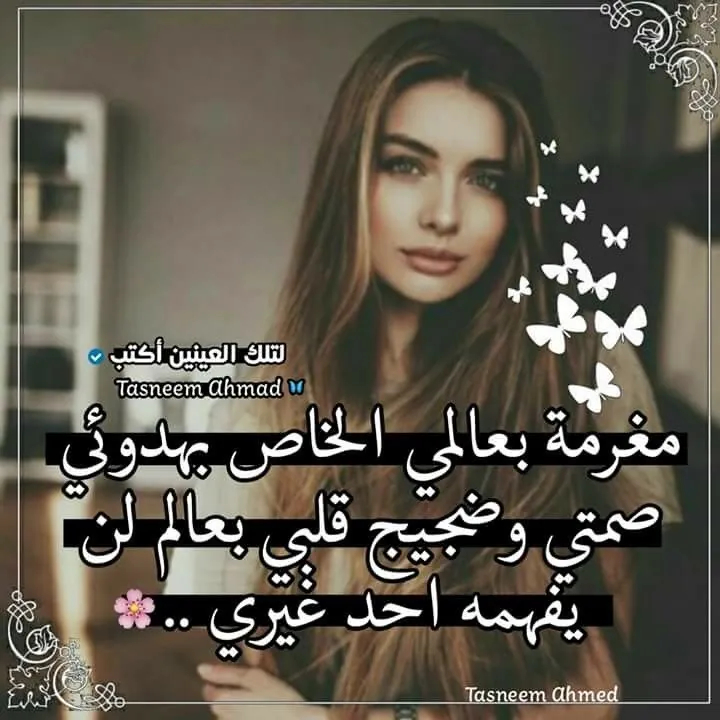 لتلك العينين أكتب
Tasneem Ahmad
مغرمة بعالمي الخاص بهدوئي
صمتي وضجيج قلبي بعالم لن
يفهمه احد غيري ..🌸
Tasneem Ahmed